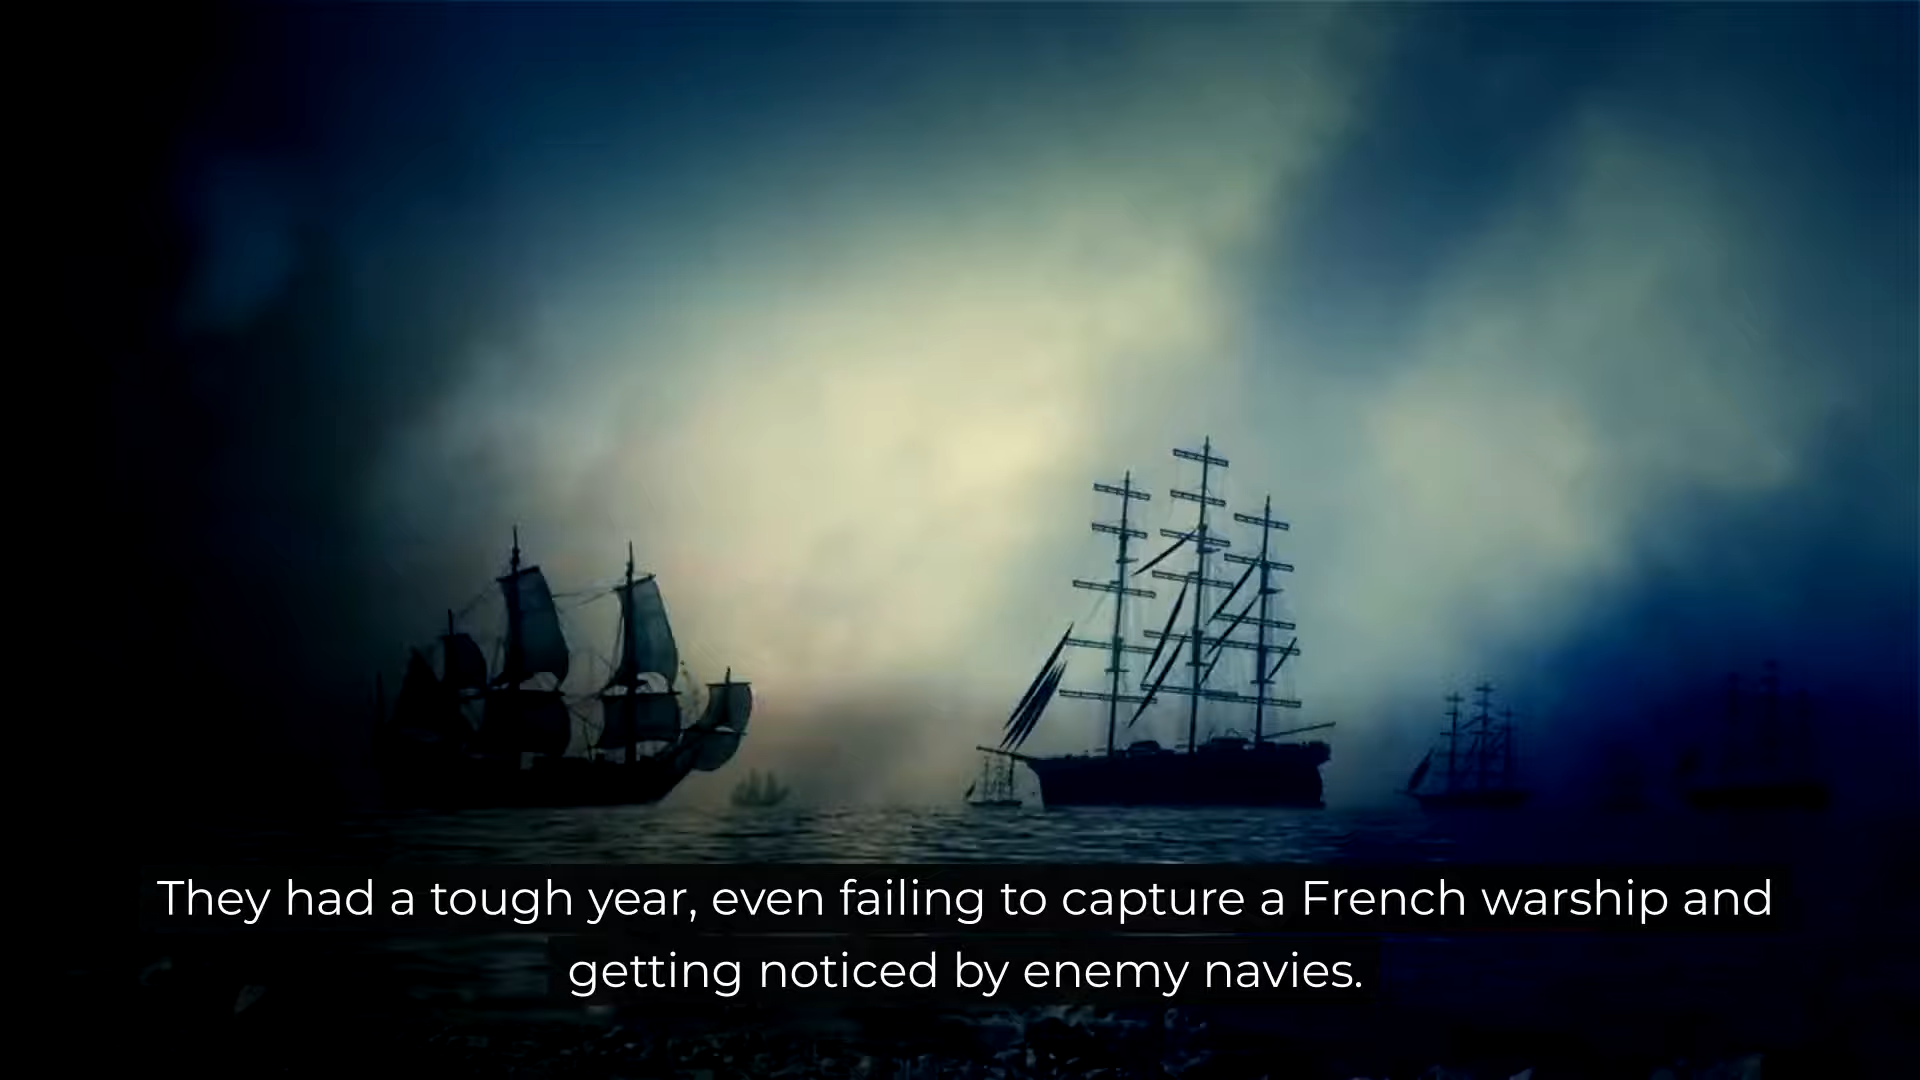 They had a tough year, even failing to capture a French warship and
getting noticed by enemy navies.